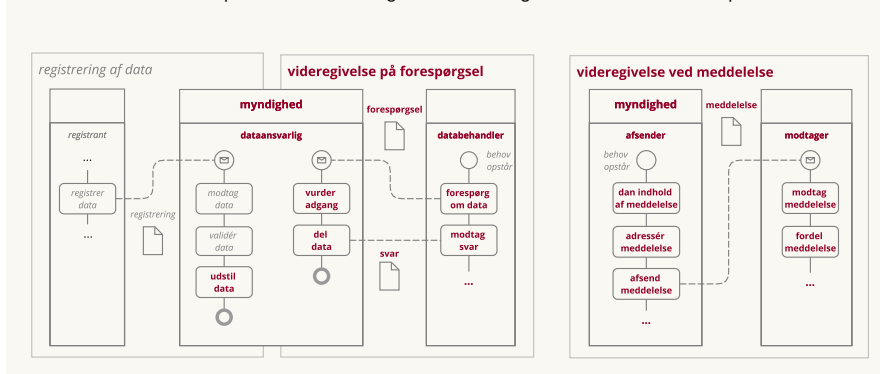 registrering af data
videregivelse på forespørgsel
videregivelse ved meddelelse
myndighed
forespørgsel
myndighed
meddelelse
registrant
dataansvarlig
databehandler
afsender
modtager
...
behov
opstår
behov
opstår
registrer
data
modtag
data
vurder
adgang
forespørg
om data
dan indhold
af meddelelse
modtag
meddelelse
registrering
...
validér
data
del
data
modtag
svar
adressér
meddelelse
fordel
meddelelse
svar
udstil
data
...
afsend
meddelelse
...
...